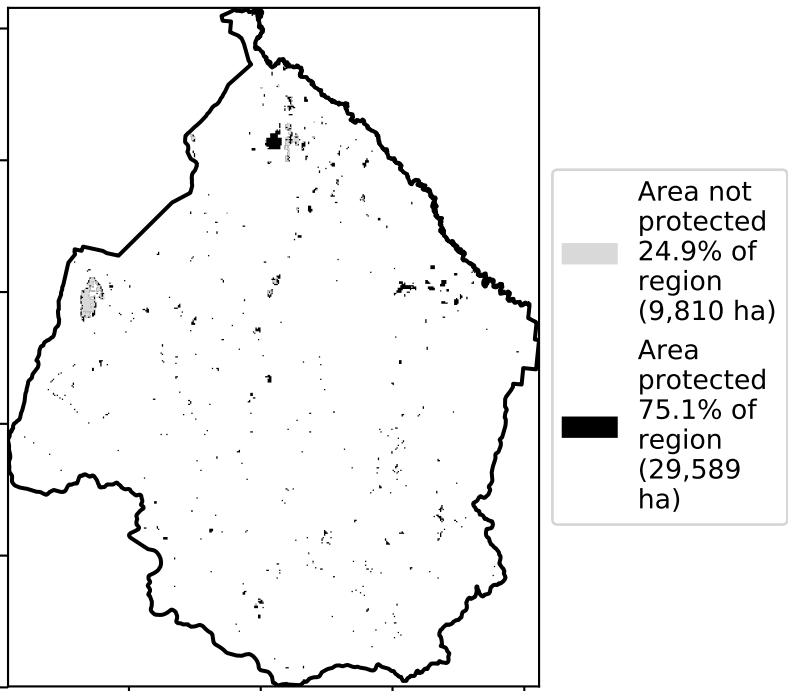 Area not
protected
24.9% of
region
(9,810 ha)
Area
protected
75.1% of
region
(29,589
ha)